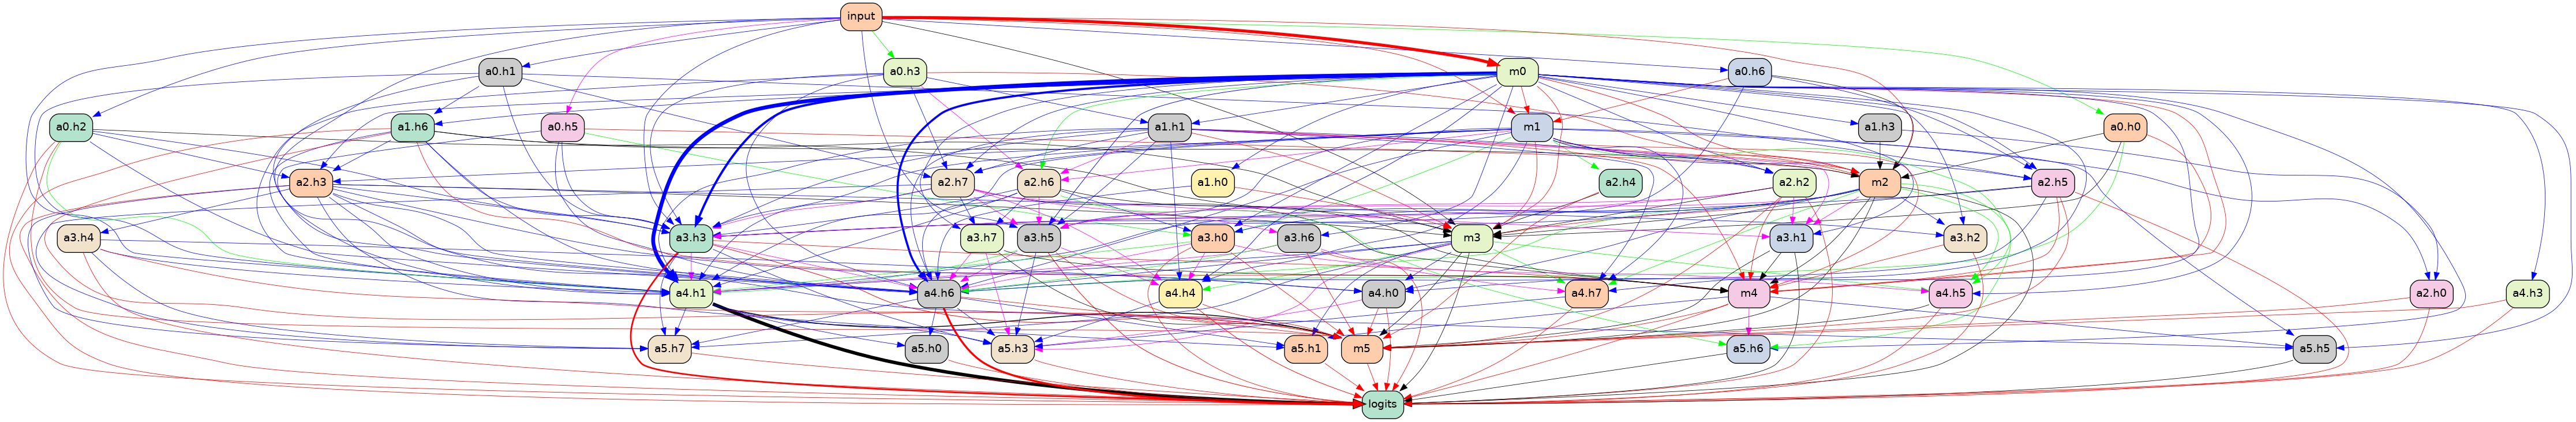 input
a0.h1 a0.h3 m0 a0.h6
a0.h2 a1.h6 a0.h5 a1.h1 m1 a1.h3 a0.h0
a2.h3 a2.h7 a2.h6 a1.h0 a2.h4 a2.h2 m2 a2.h5
a3.h4 a3.h3 a3.h7 a3.h5 a3.h0 a3.h6 m3 a3.h1 a3.h2
a4.h1 a4.h6 a4.h4 a4.h0 a4.h7 m4 a4.h5 a2.h0 a4.h3
a5.h7 a5.h0 a5.h3 a5.h1 m5 a5.h6 a5.h5
logits